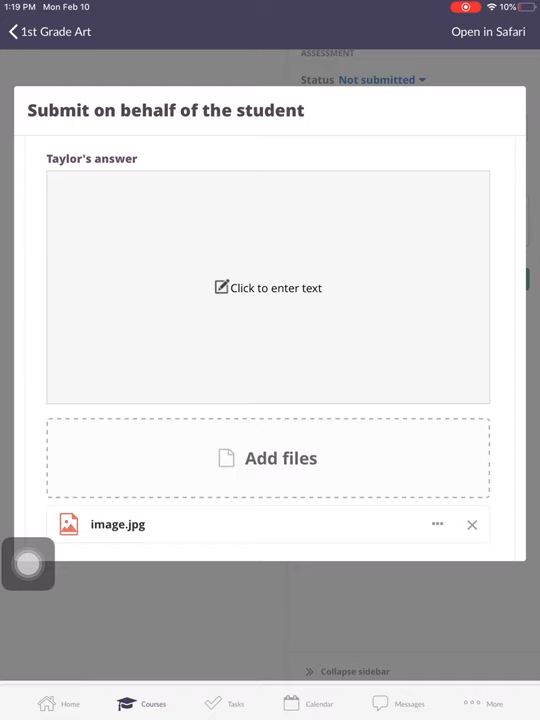 1:19 PM Mon Feb 10
10%
1st Grade Art
Open in Safari
ASSESSMENT
Status Not submitted
Submit on behalf of the student
Taylor's answer
Click to enter text
Add files
image.jpg
Collapse sidebar
Home
Courses
Tasks
Calendar
Messages
More